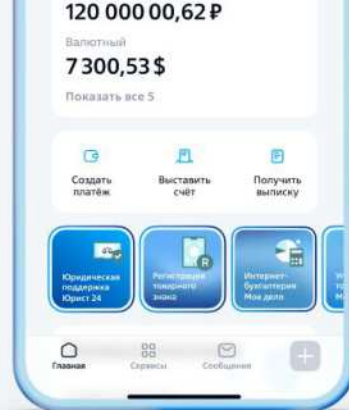 120 000 00,62 ₽
Валютный
7 300,53 $
Показать все 5
Создать
платёж
Выставить
счёт
Получить
выписку
Юридическая
поддержка
Юрист 24
Регистрация
товарного
знака
R
Интернет-
бухгалтерия
Мое дело
Главная
Сервисы
Сообщения